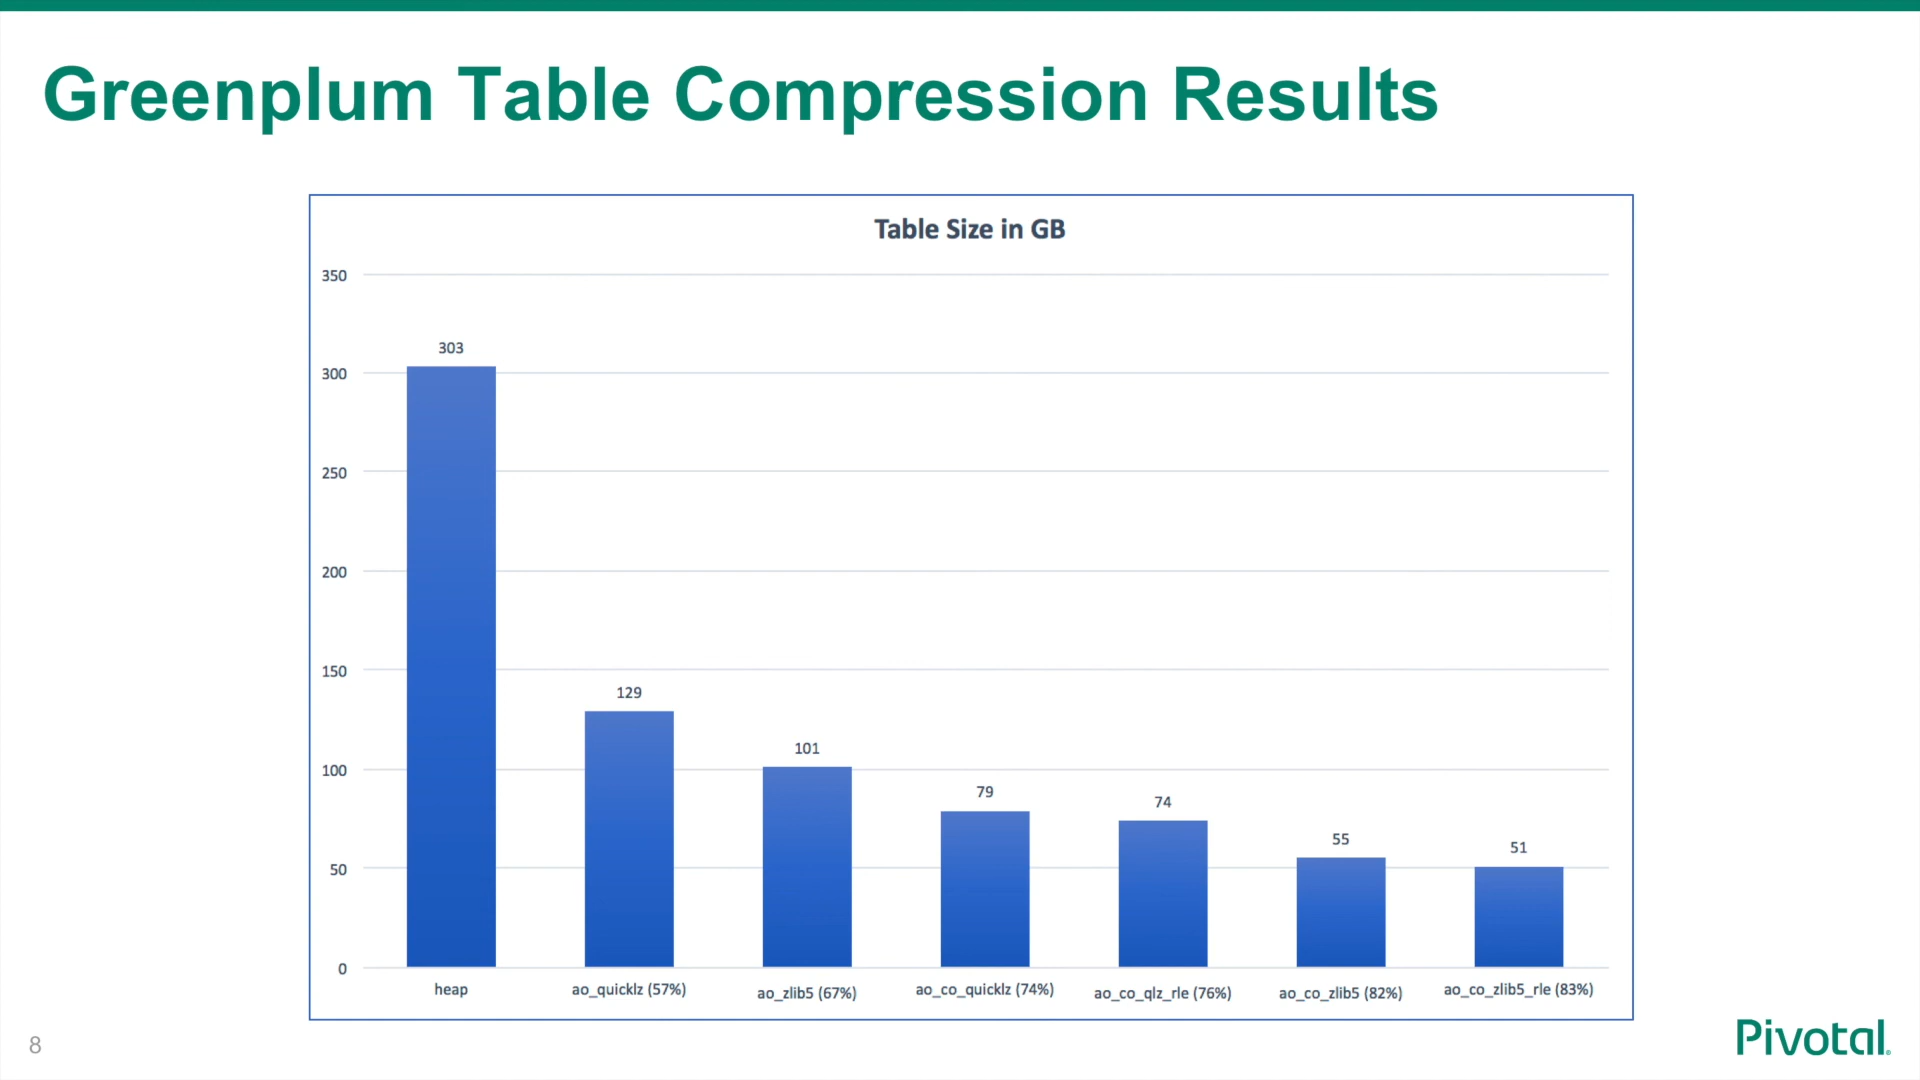 Greenplum Table Compression Results
Table Size in GB
350
300
250
200
150
100
50
0
303
129
101
79
74
55
51
heap
ao_quicklz (57%)
ao_zlib5 (67%)
ao_co_quicklz (74%)
ao_co_qlz_rle (76%)
ao_co_zlib5 (82%)
ao_co_zlib5_rle (83%)
8
Pivotal